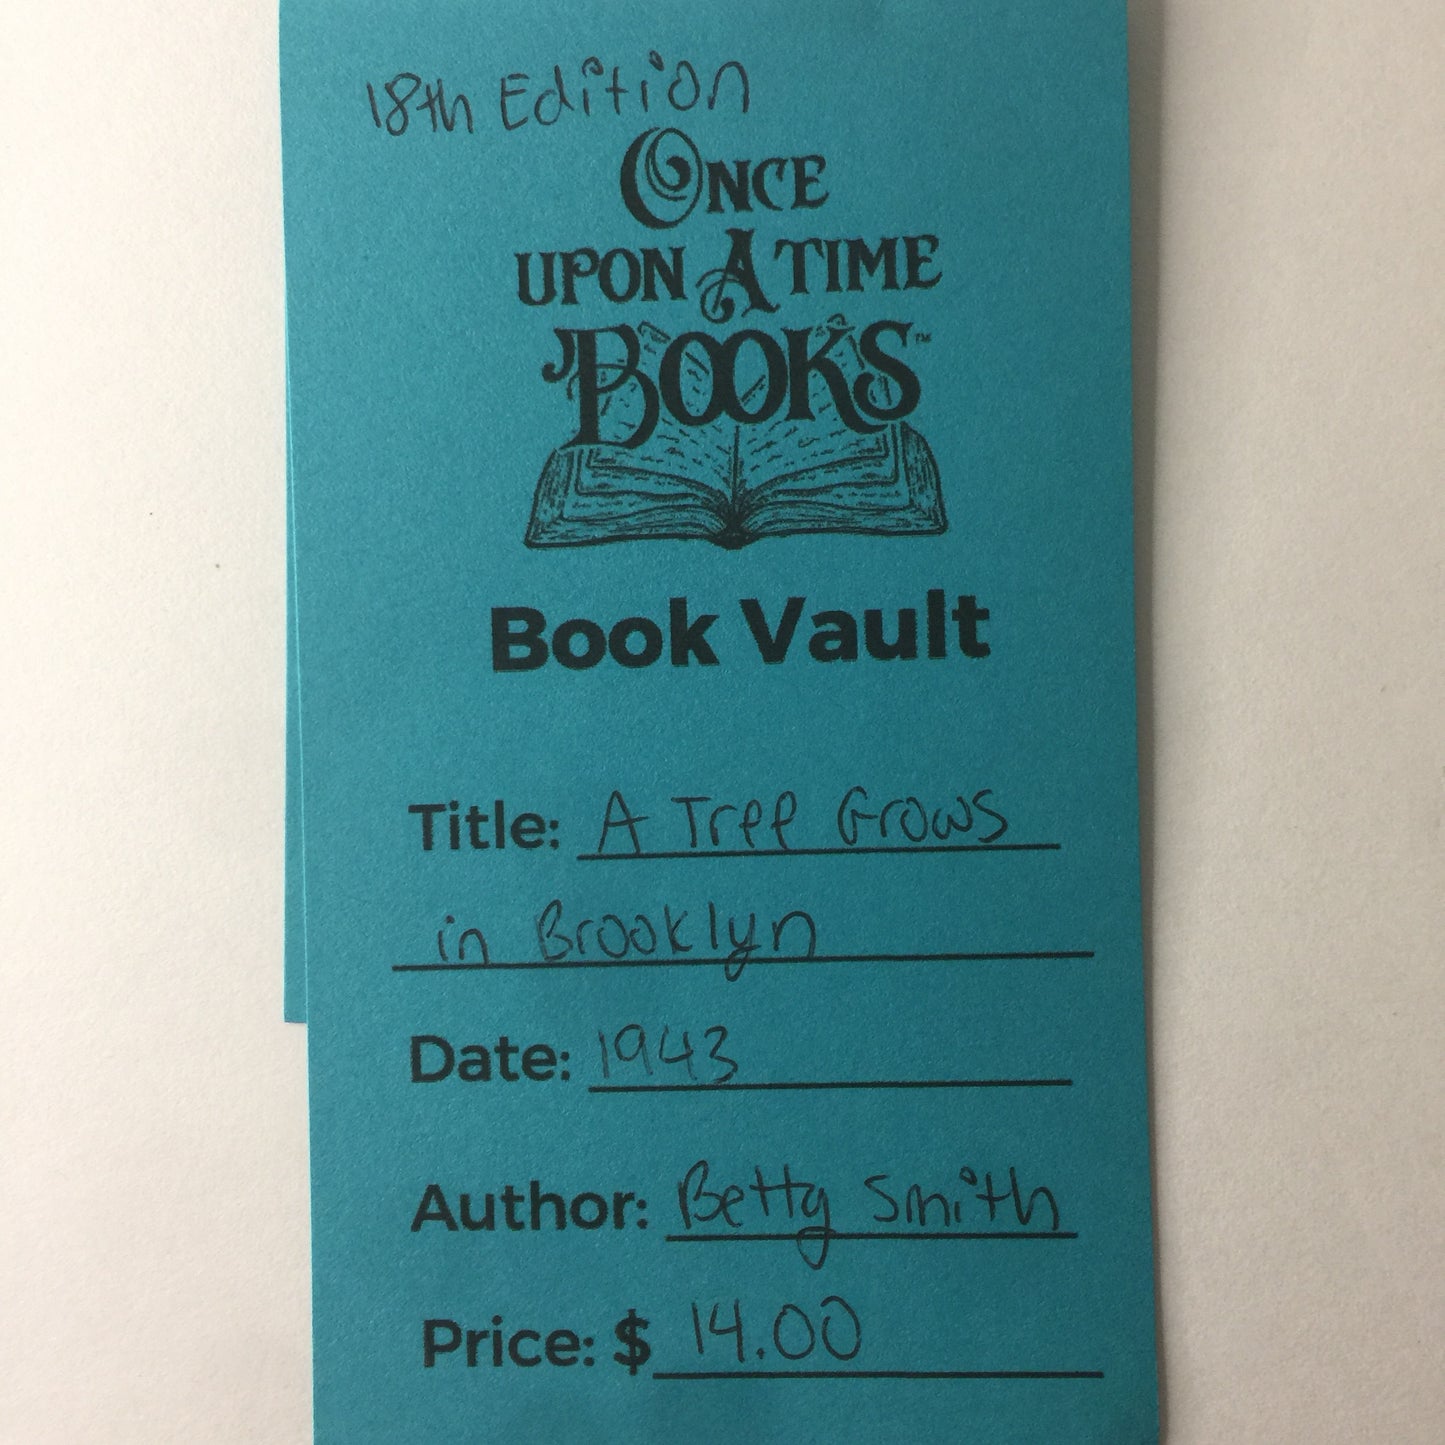 18th Edition
ONCE
UPON A TIME
BOOKS™
Book Vault
Title: A Tree Grows
in Brooklyn
Date: 1943
Author: Betty Smith
Price: $ 14.00